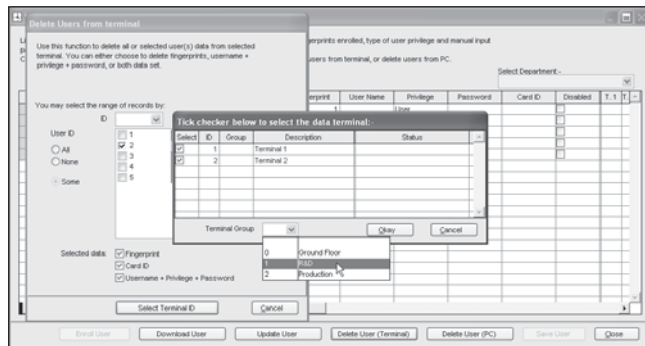 Delete Users from terminal
Use this function to delete all or selected user(s) data from selected
terminal. You can either choose to delete fingerprints, username +
privilege + password, or both data set.
fingerprints enrolled, type of user privilege and manual input
users from terminal, or delete users from PC.
Select Department:-
User Name Privilege Password Card ID Disabled T. 1 T.
1 User
You may select the range of records by:
ID
User ID
All
None
Some
1
2
3
4
5
Tick checker below to select the data terminal:-
Select ID Group Description Status
1 Terminal 1
2 Terminal 2
Terminal Group
Okay Cancel
0 Ground Floor
1 R&D
2 Production
Selected data:
Fingerprint
Card ID
Username + Privilege + Password
Select Terminal ID Cancel
Enroll User Download User Update User Delete User (Terminal) Delete User (PC) Save User Close